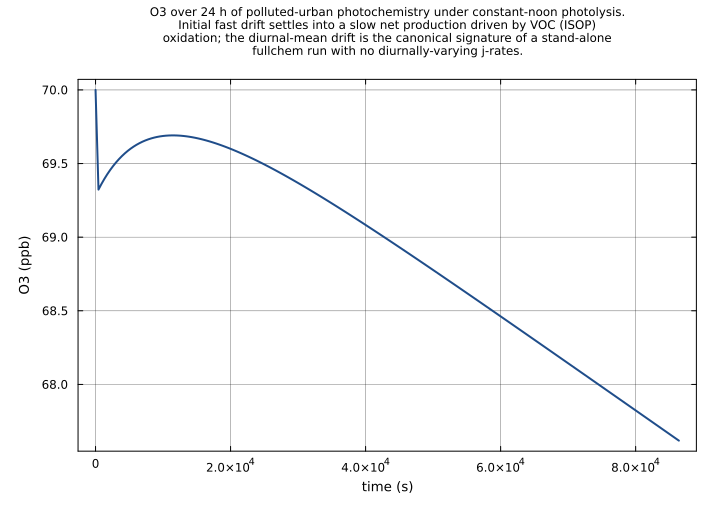 O3 over 24 h of polluted-urban photochemistry under constant-noon photolysis.
Initial fast drift settles into a slow net production driven by VOC (ISOP)
oxidation; the diurnal-mean drift is the canonical signature of a stand-alone
fullchem run with no diurnally-varying j-rates.
70.0
69.5
69.0
68.5
68.0
O3 (ppb)
0
2.0×10⁴
4.0×10⁴
6.0×10⁴
8.0×10⁴
time (s)